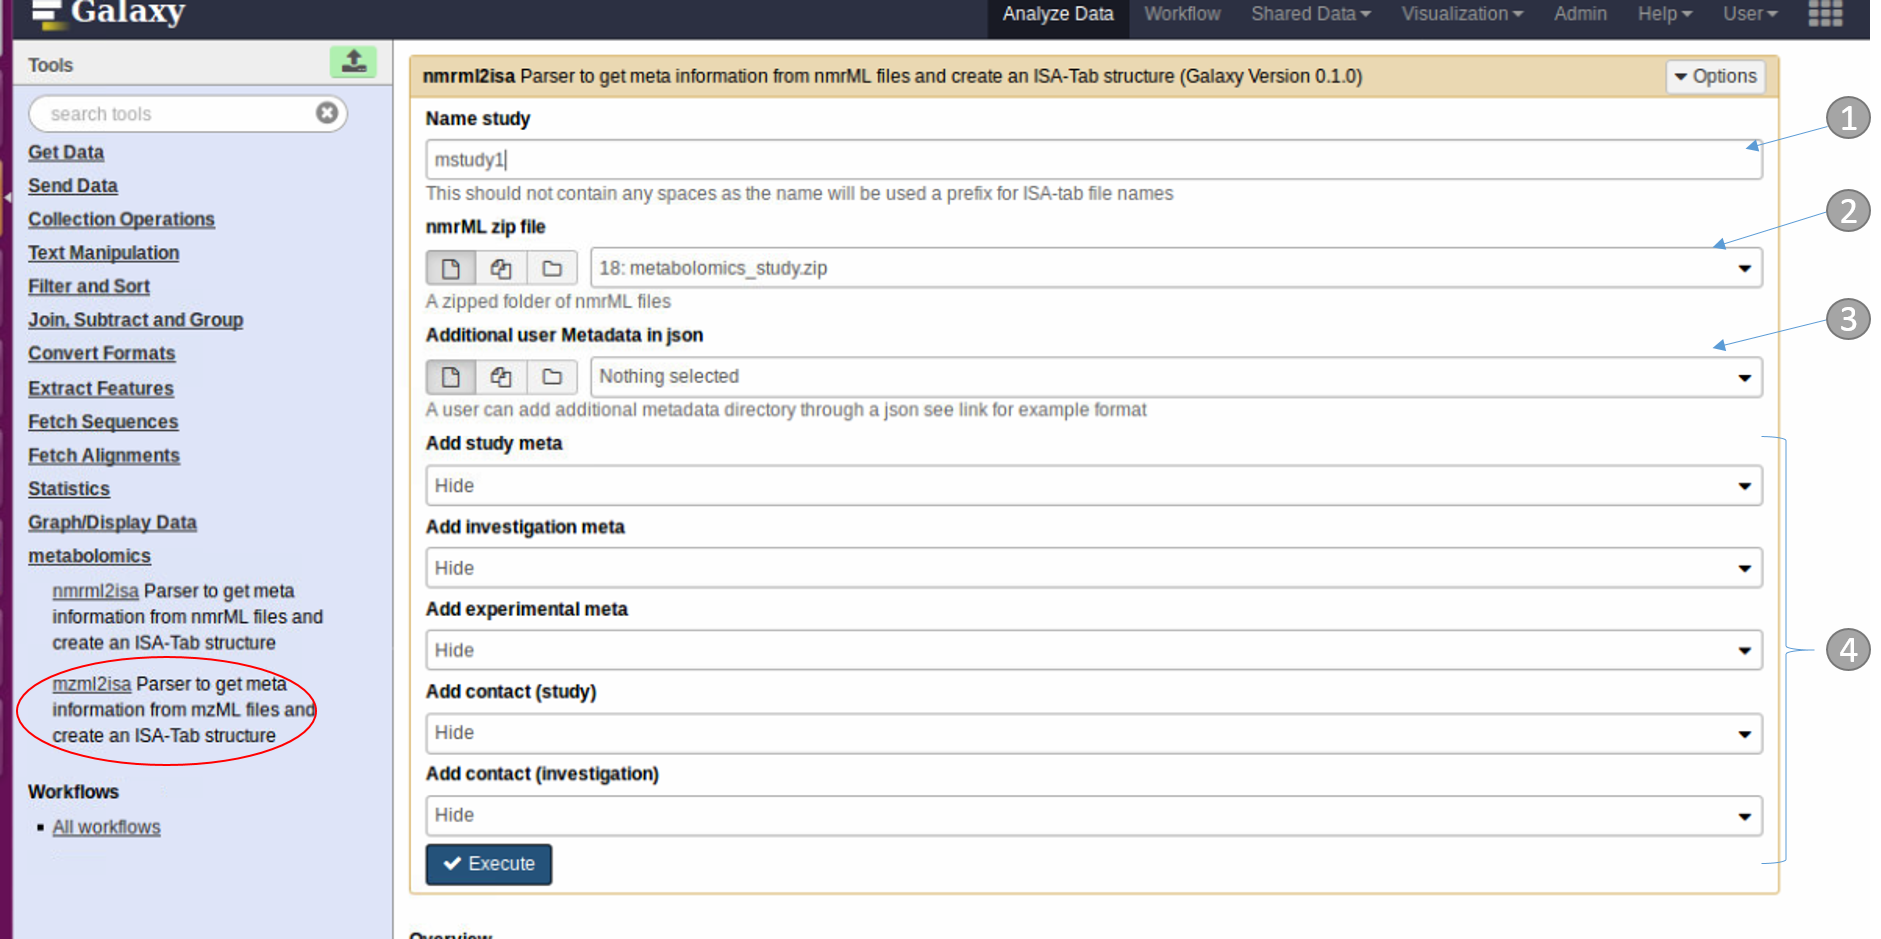 Galaxy
Analyze Data Workflow Shared Data Visualization Admin Help User
Tools
search tools
Get Data
Send Data
Collection Operations
Text Manipulation
Filter and Sort
Join, Subtract and Group
Convert Formats
Extract Features
Fetch Sequences
Fetch Alignments
Statistics
Graph/Display Data
metabolomics
nmrml2isa Parser to get meta
information from nmrML files and
create an ISA-Tab structure
mzml2isa Parser to get meta
information from mzML files and
create an ISA-Tab structure
Workflows
All workflows
nmrml2isa Parser to get meta information from nmrML files and create an ISA-Tab structure (Galaxy Version 0.1.0)
Options
Name study
1
mstudy1
This should not contain any spaces as the name will be used a prefix for ISA-tab file names
2
nmrML zip file
18: metabolomics_study.zip
A zipped folder of nmrML files
3
Additional user Metadata in json
Nothing selected
A user can add additional metadata directory through a json see link for example format
Add study meta
Hide
Add investigation meta
Hide
Add experimental meta
Hide
4
Add contact (study)
Hide
Add contact (investigation)
Hide
Execute
Overview